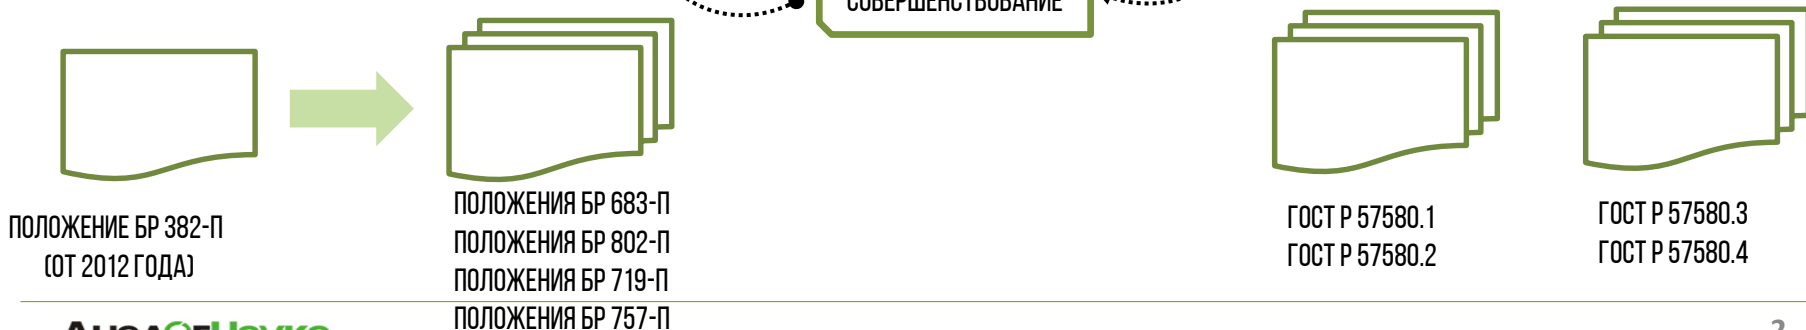 СОВЕРШЕНСТВОВАНИЕ
ПОЛОЖЕНИЕ БР 382-П
(ОТ 2012 ГОДА)
ПОЛОЖЕНИЯ БР 683-П
ПОЛОЖЕНИЯ БР 802-П
ПОЛОЖЕНИЯ БР 719-П
ПОЛОЖЕНИЯ БР 757-П
ГОСТ Р 57580.1
ГОСТ Р 57580.2
ГОСТ Р 57580.3
ГОСТ Р 57580.4